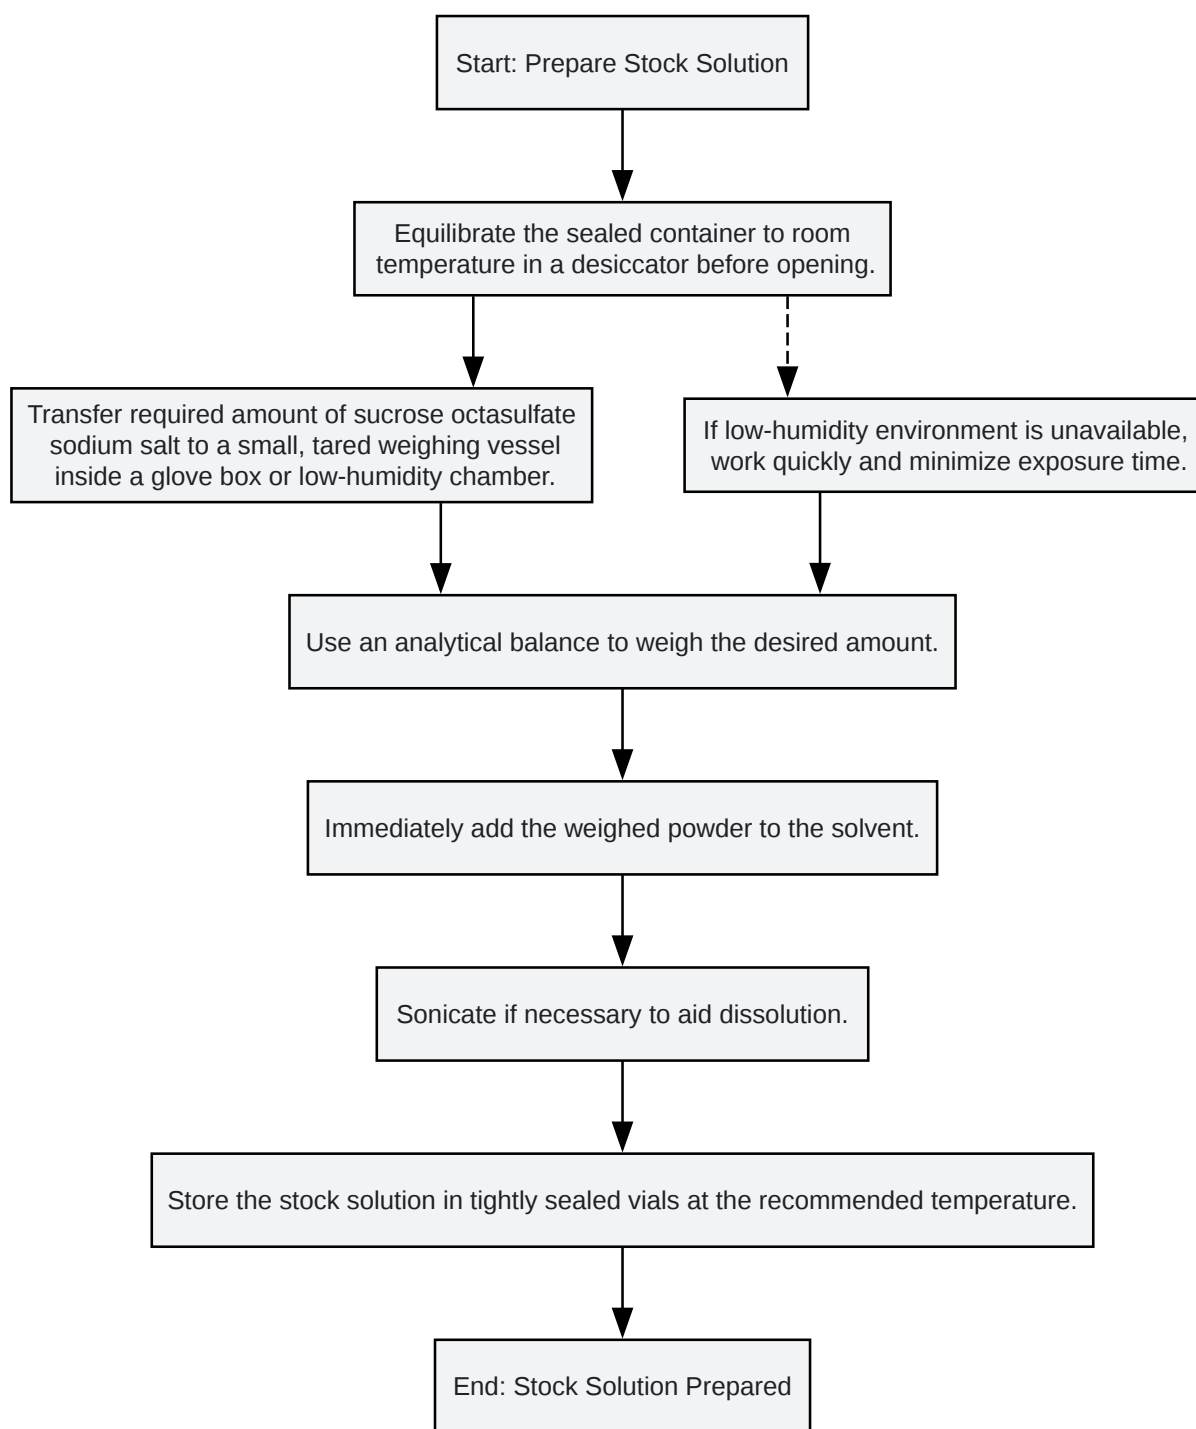 Start: Prepare Stock Solution
Equilibrate the sealed container to room
temperature in a desiccator before opening.
Transfer required amount of sucrose octasulfate
sodium salt to a small, tared weighing vessel
inside a glove box or low-humidity chamber.
If low-humidity environment is unavailable,
work quickly and minimize exposure time.
Use an analytical balance to weigh the desired amount.
Immediately add the weighed powder to the solvent.
Sonicate if necessary to aid dissolution.
Store the stock solution in tightly sealed vials at the recommended temperature.
End: Stock Solution Prepared